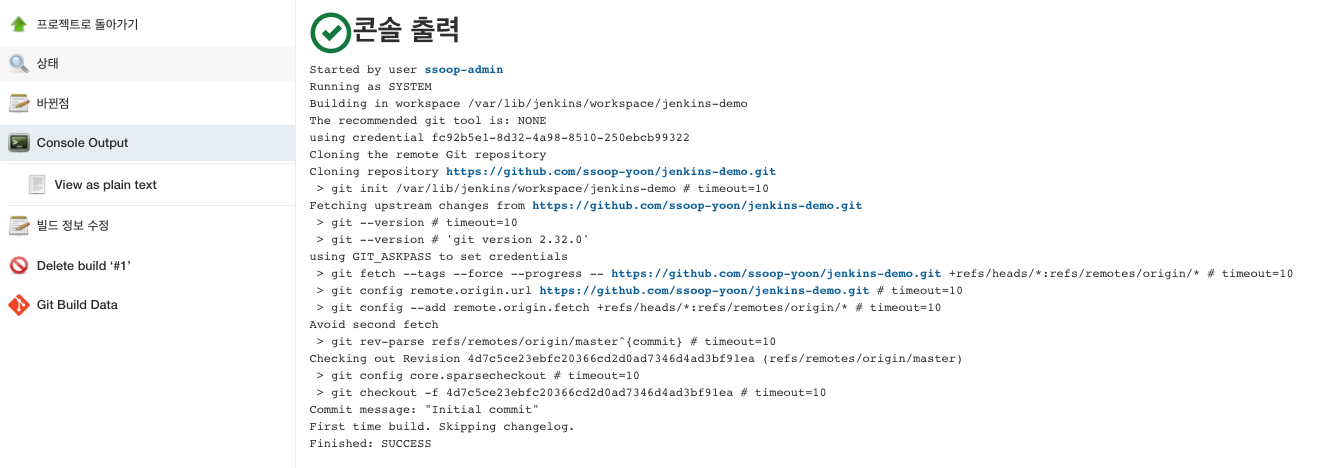 프로젝트로 돌아가기
상태
바뀐점
Console Output
View as plain text
빌드 정보 수정
Delete build ‘#1’
Git Build Data
콘솔 출력
Started by user ssoop-admin
Running as SYSTEM
Building in workspace /var/lib/jenkins/workspace/jenkins-demo
The recommended git tool is: NONE
using credential fc92b5e1-8d32-4a98-8510-250ebcb99322
Cloning the remote Git repository
Cloning repository https://github.com/ssoop-yoon/jenkins-demo.git
 > git init /var/lib/jenkins/workspace/jenkins-demo # timeout=10
Fetching upstream changes from https://github.com/ssoop-yoon/jenkins-demo.git
 > git --version # timeout=10
 > git --version # 'git version 2.32.0'
using GIT_ASKPASS to set credentials
 > git fetch --tags --force --progress -- https://github.com/ssoop-yoon/jenkins-demo.git +refs/heads/*:refs/remotes/origin/* # timeout=10
 > git config remote.origin.url https://github.com/ssoop-yoon/jenkins-demo.git # timeout=10
 > git config --add remote.origin.fetch +refs/heads/*:refs/remotes/origin/* # timeout=10
Avoid second fetch
 > git rev-parse refs/remotes/origin/master^{commit} # timeout=10
Checking out Revision 4d7c5ce23ebfc20366cd2d0ad7346d4ad3bf91ea (refs/remotes/origin/master)
 > git config core.sparsecheckout # timeout=10
 > git checkout -f 4d7c5ce23ebfc20366cd2d0ad7346d4ad3bf91ea # timeout=10
Commit message: "Initial commit"
First time build. Skipping changelog.
Finished: SUCCESS